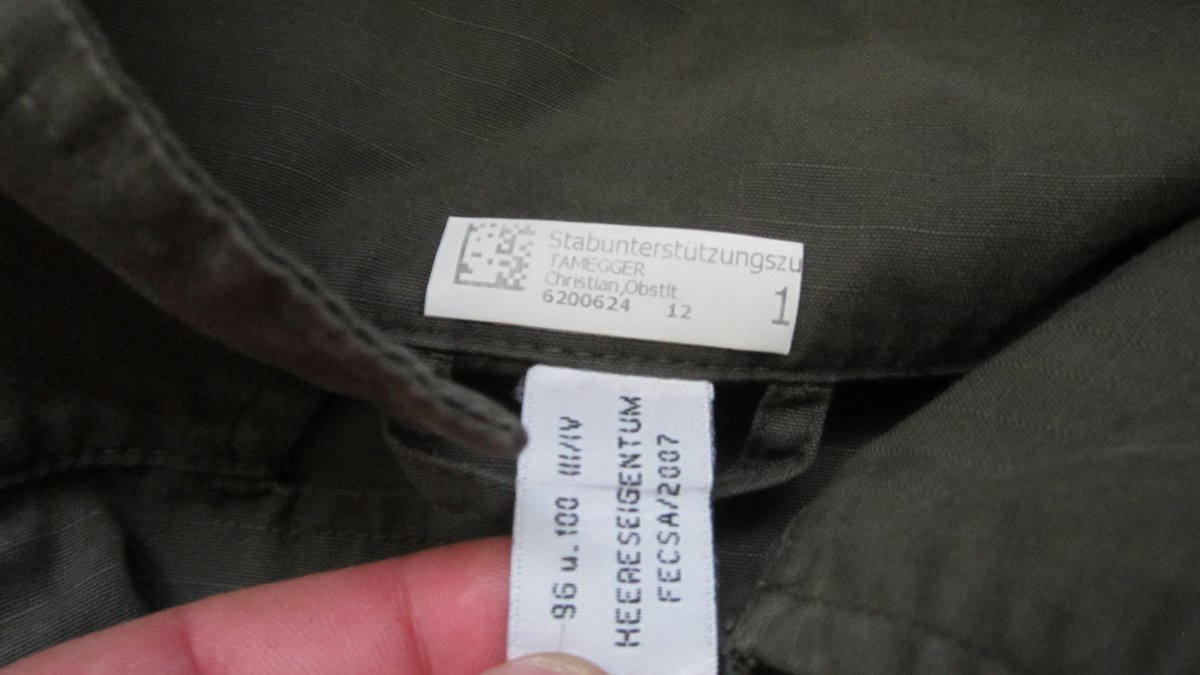 Stabunterstützungszu
TAMEGGER
Christian,Obstlt.
6200624 12
1
96 u. 100 III/IV
HEERESEIGENTUM
FECSA/2007